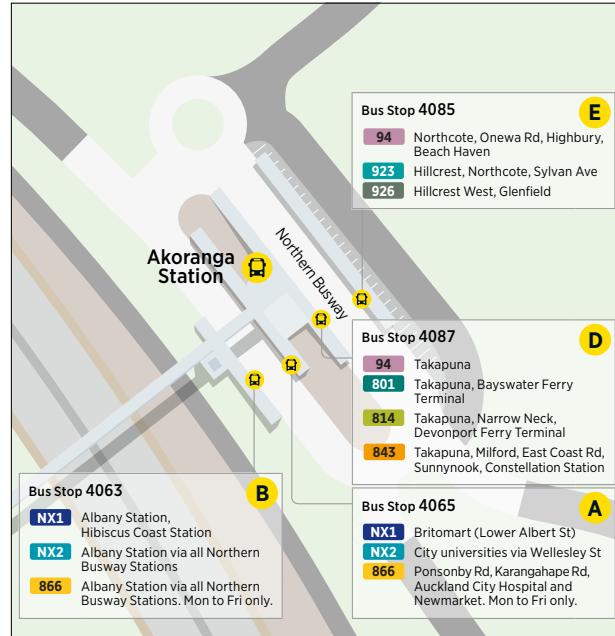 Bus Stop 4085
E
94 Northcote, Onewa Rd, Highbury,
Beach Haven
923 Hillcrest, Northcote, Sylvan Ave
926 Hillcrest West, Glenfield
Akoranga
Station
Northern Busway
Bus Stop 4087
D
94 Takapuna
801 Takapuna, Bayswater Ferry
Terminal
814 Takapuna, Narrow Neck,
Devonport Ferry Terminal
843 Takapuna, Milford, East Coast Rd,
Sunnynook, Constellation Station
Bus Stop 4063
B
NX1 Albany Station,
Hibiscus Coast Station
NX2 Albany Station via all Northern
Busway Stations
866 Albany Station via all Northern
Busway Stations. Mon to Fri only.
Bus Stop 4065
A
NX1 Britomart (Lower Albert St)
NX2 City universities via Wellesley St
866 Ponsonby Rd, Karangahape Rd,
Auckland City Hospital and
Newmarket. Mon to Fri only.